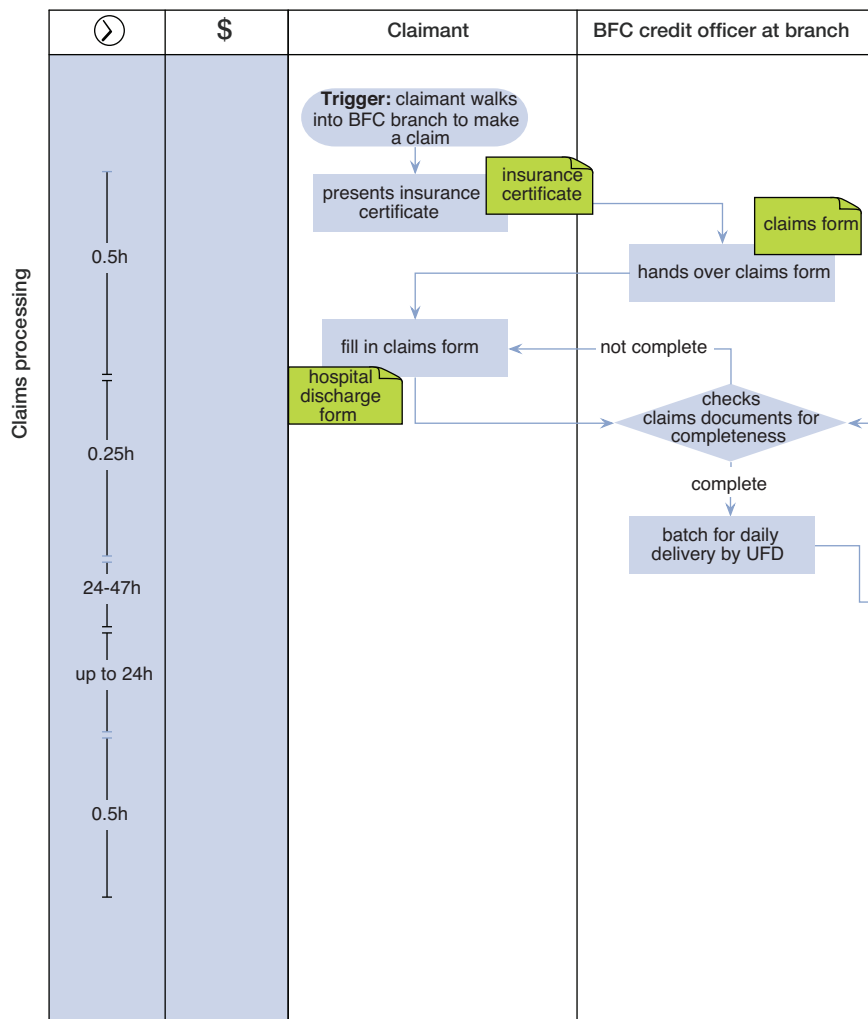 $
Claimant
BFC credit officer at branch
Claims processing
Trigger: claimant walks
into BFC branch to make
a claim
presents insurance
certificate
insurance
certificate
claims form
hands over claims form
0.5h
fill in claims form
not complete
hospital
discharge
form
checks
claims documents for
completeness
0.25h
complete
batch for daily
delivery by UFD
24-47h
up to 24h
0.5h